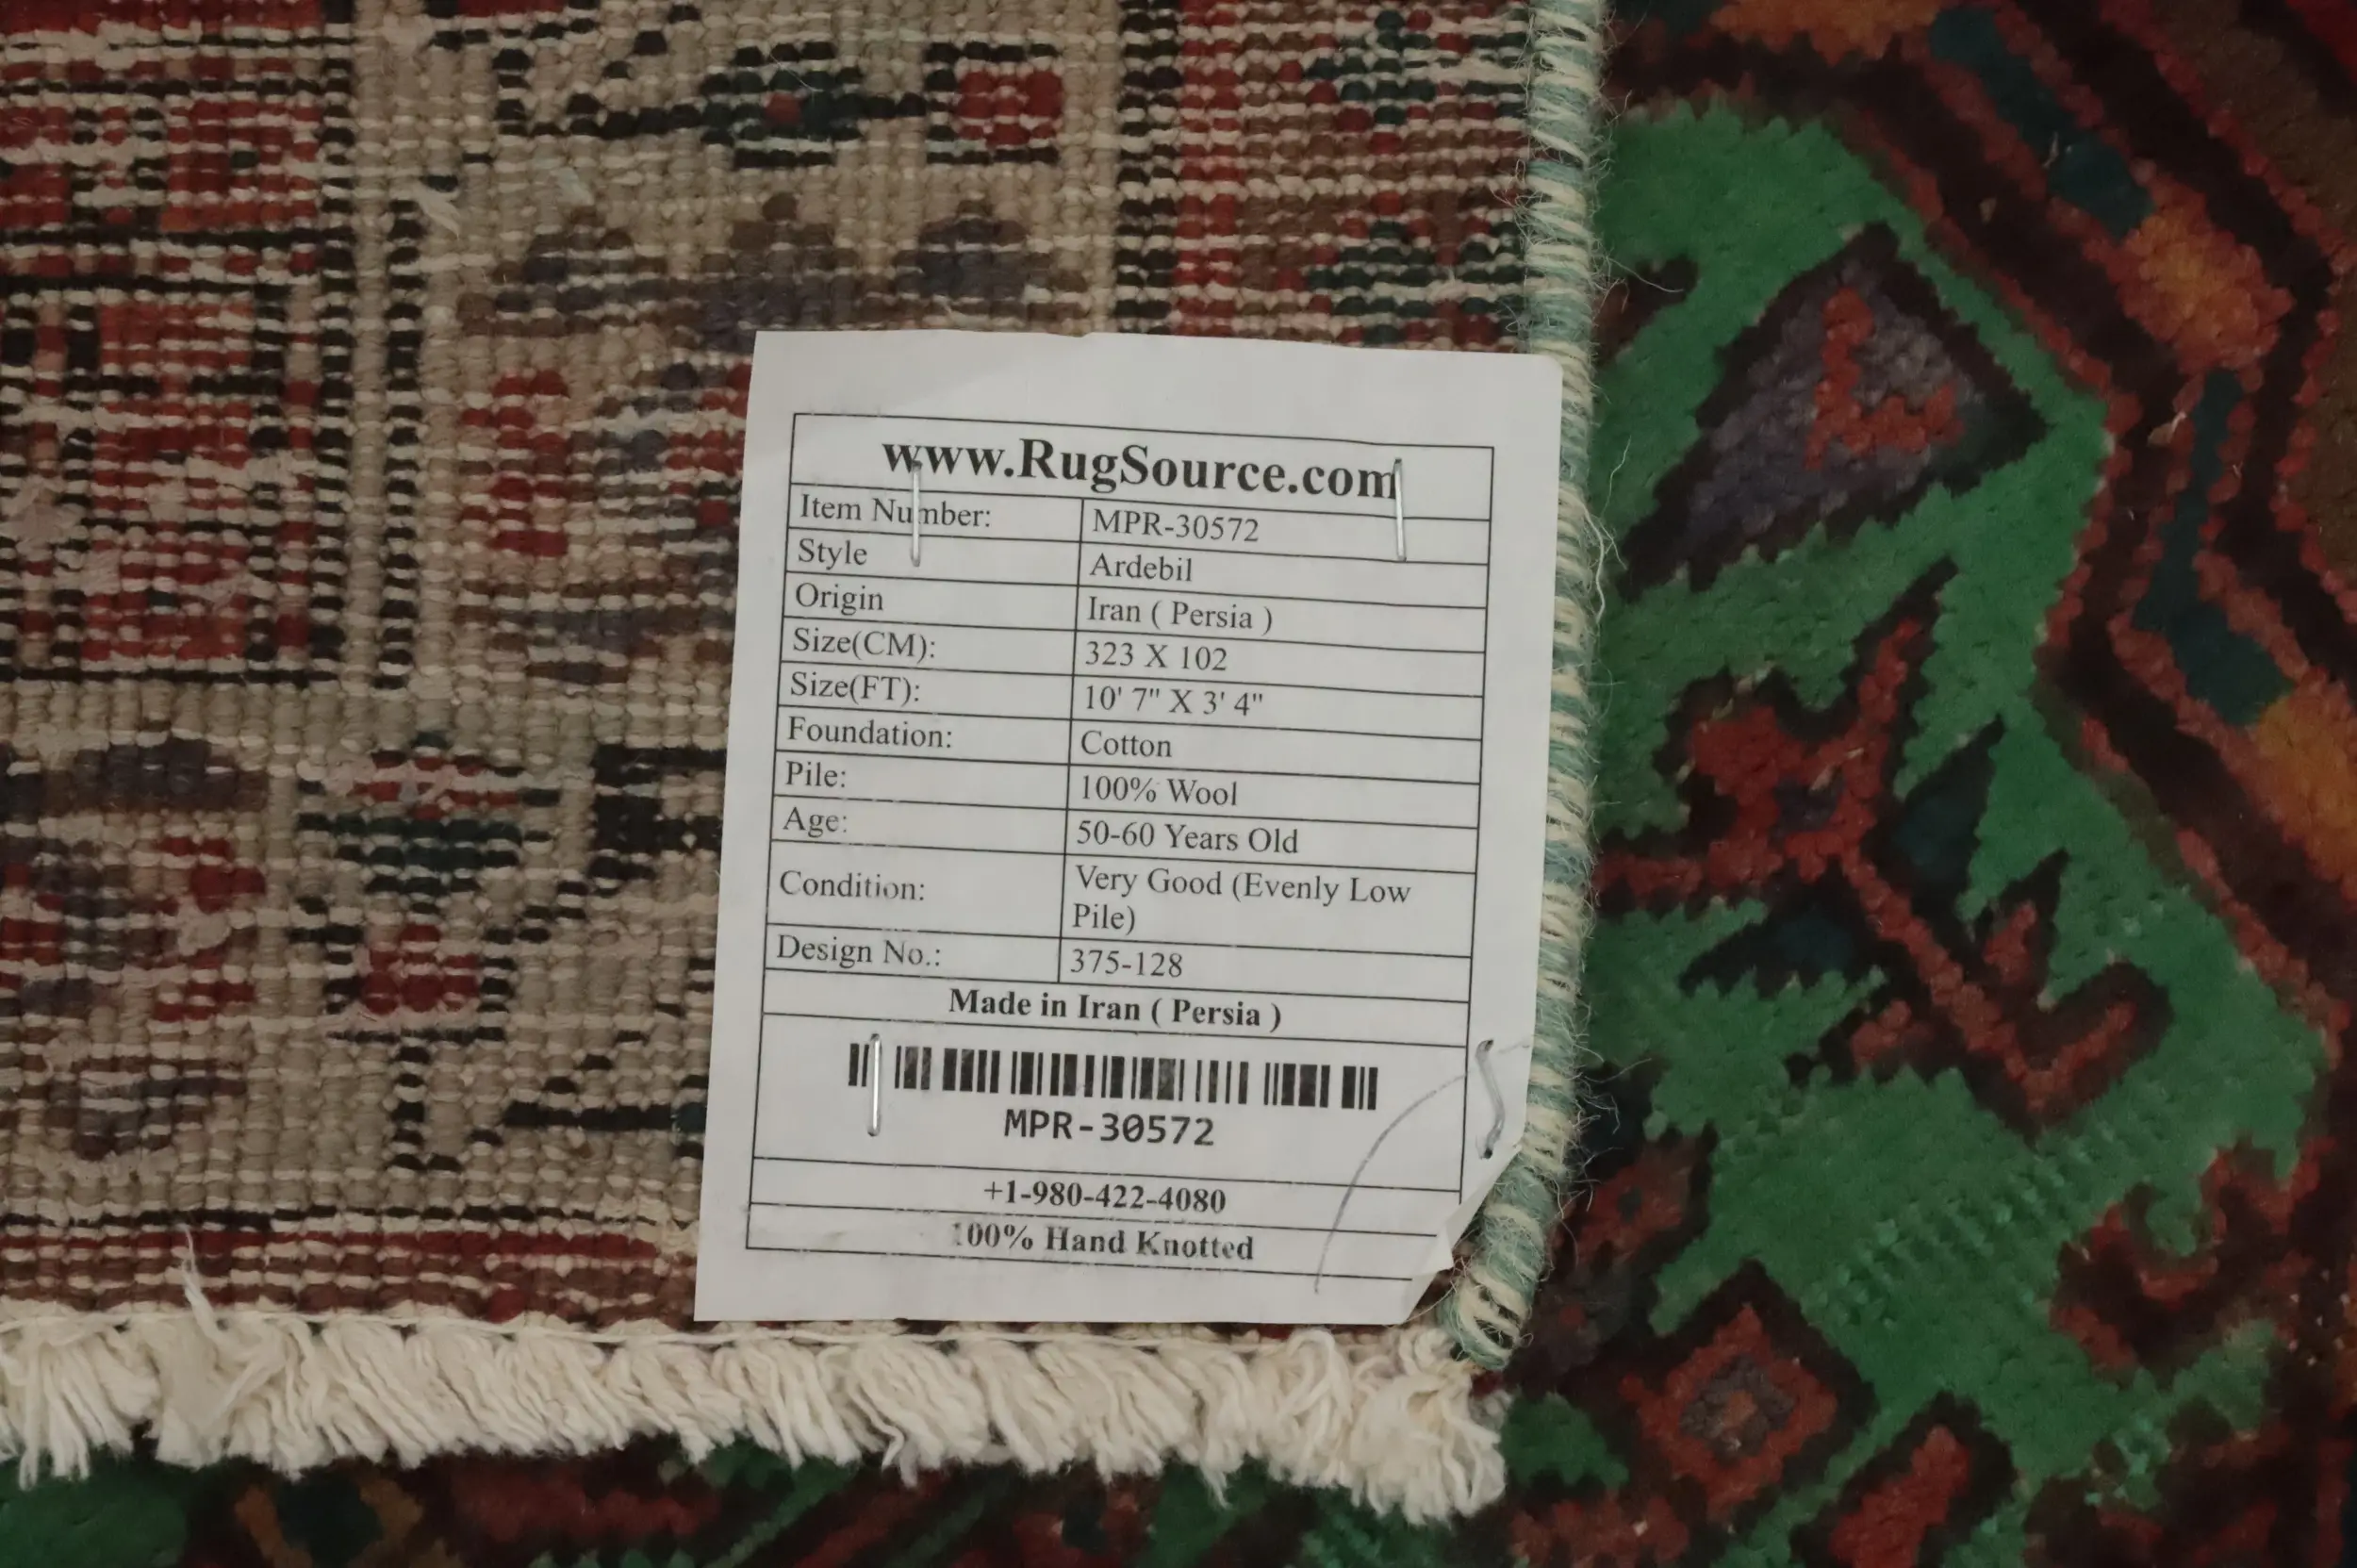 www.RugSource.com
Item Number: MPR-30572
Style Ardebil
Origin Iran ( Persia )
Size(CM): 323 X 102
Size(FT): 10' 7" X 3' 4"
Foundation: Cotton
Pile: 100% Wool
Age: 50-60 Years Old
Condition: Very Good (Evenly Low
Pile)
Design No.: 375-128
Made in Iran ( Persia )
MPR-30572
+1-980-422-4080
100% Hand Knotted